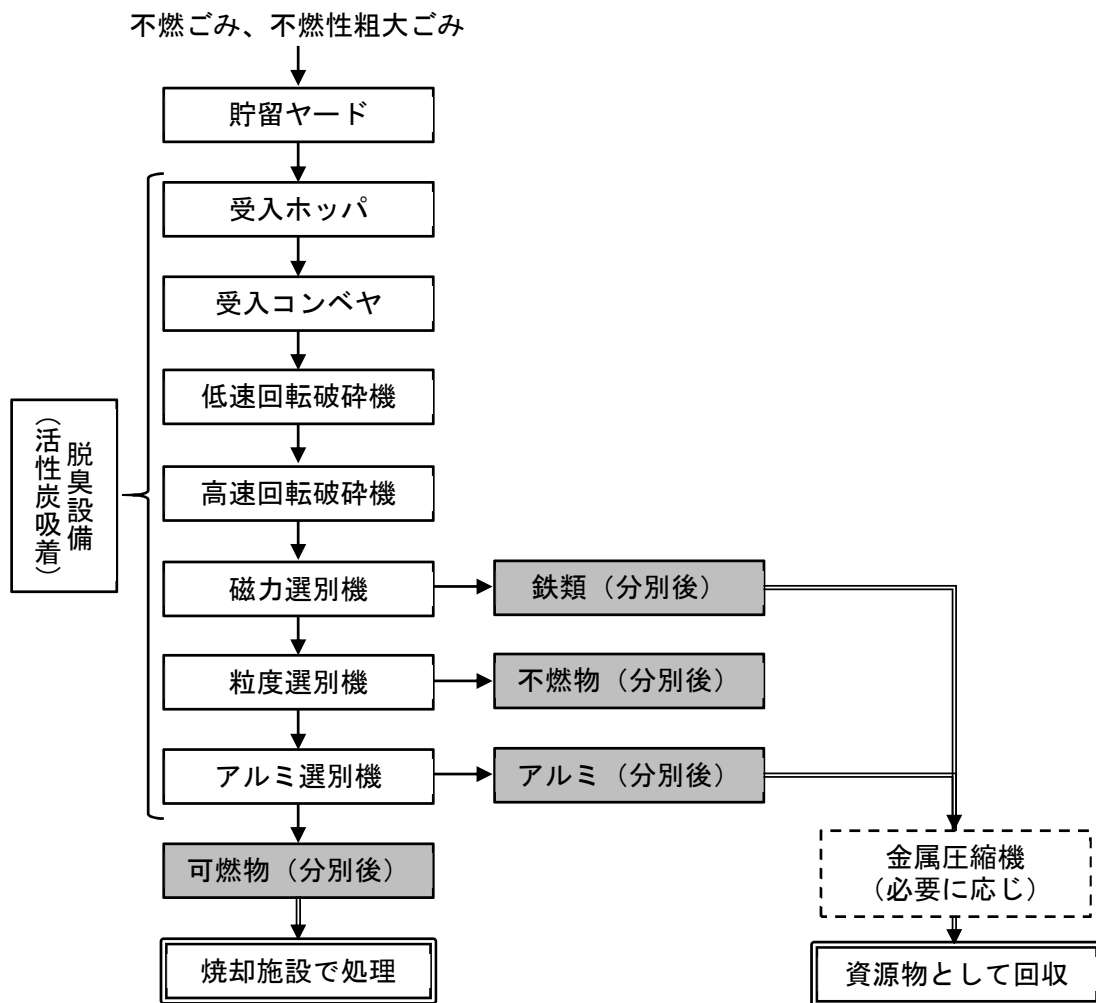 不燃ごみ、不燃性粗大ごみ
貯留ヤード
受入ホッパ
受入コンベヤ
低速回転破砕機
脱臭設備
（活性炭吸着）
高速回転破砕機
磁力選別機
鉄類（分別後）
粒度選別機
不燃物（分別後）
アルミ選別機
アルミ（分別後）
可燃物（分別後）
金属圧縮機
（必要に応じ）
焼却施設で処理
資源物として回収